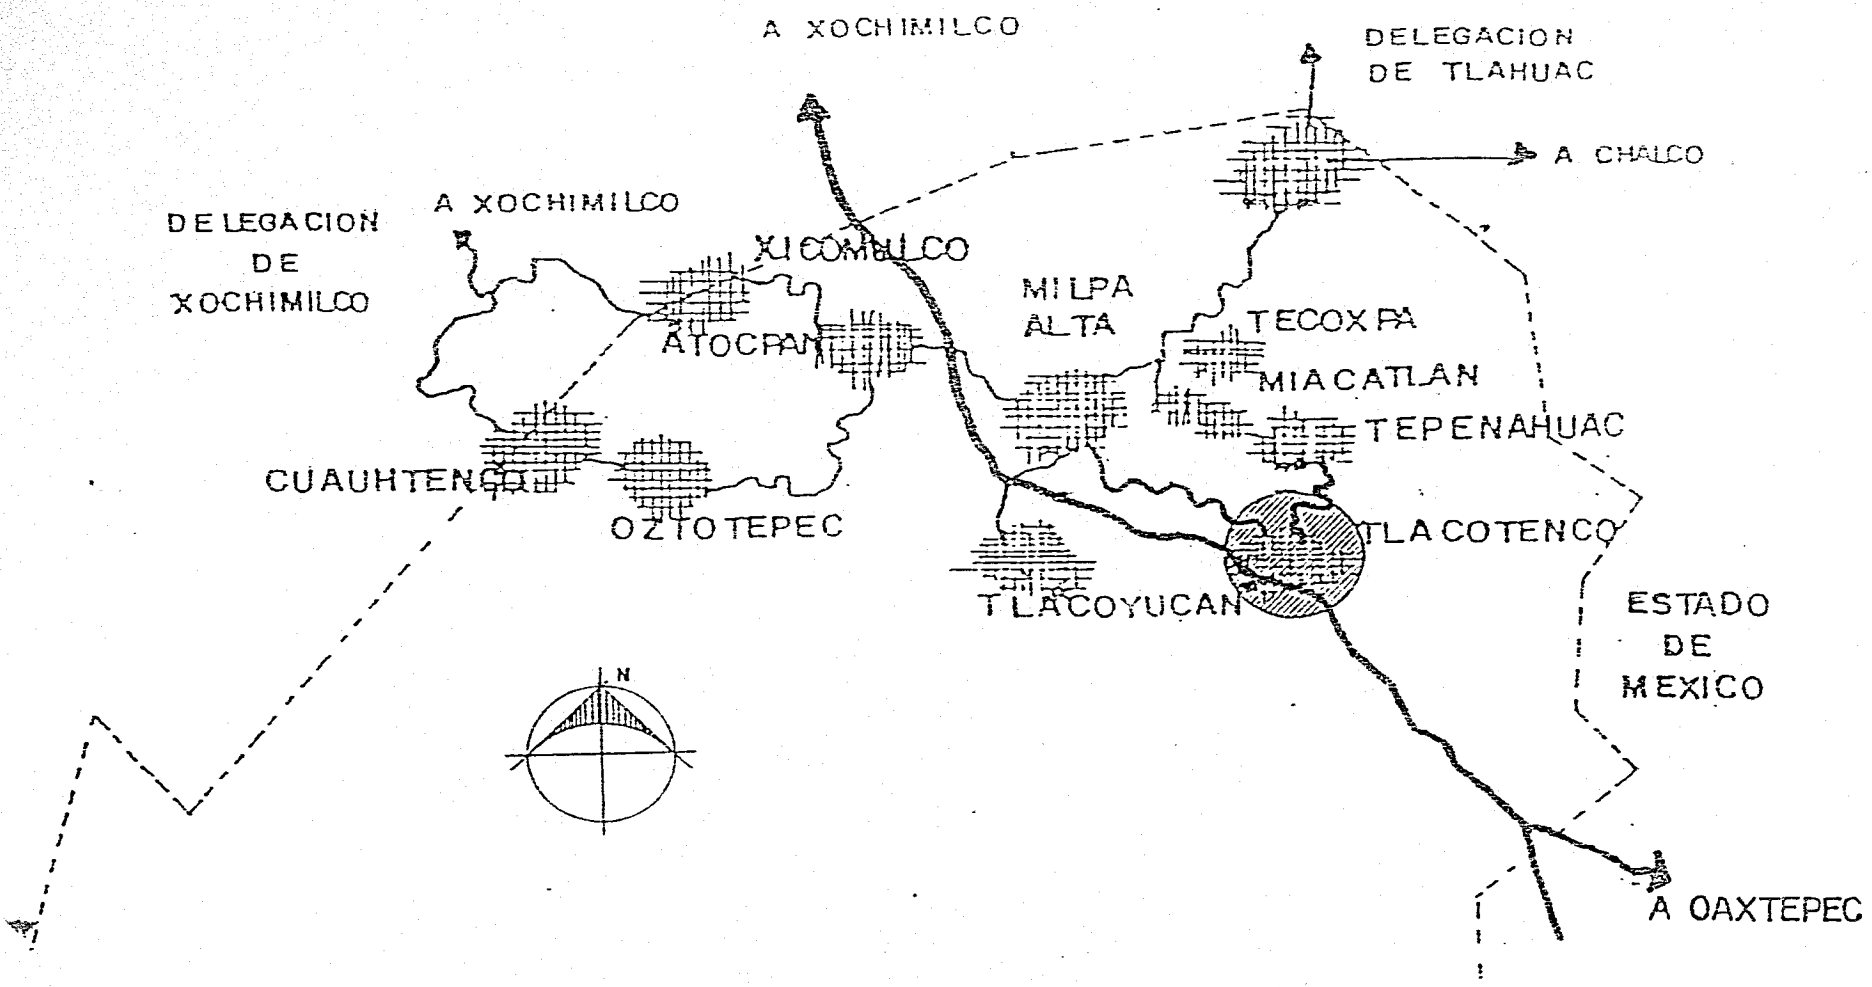 A XOCHIMILCO
DELEGACION
DE TLAHUAC
A CHALCO
A XOCHIMILCO
DELEGACION
DE
XOCHIMILCO
XICOMULCO
MILPA
ALTA
TECOXPA
ATOCPAN
MIACATLAN
TEPENAHUAC
CUAUHTENCO
OZTOTEPEC
TLACOTENCO
TLACOYUCAN
ESTADO
DE
MEXICO
N
A OAXTEPEC